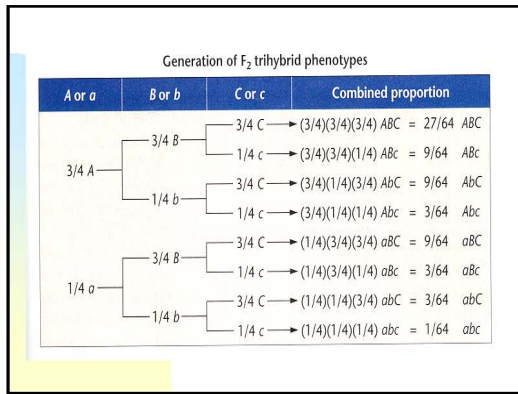 Generation of F₂ trihybrid phenotypes
A or a B or b C or c Combined proportion
3/4 C (3/4)(3/4)(3/4) ABC = 27/64 ABC
3/4 B
1/4 c (3/4)(3/4)(1/4) ABc = 9/64 ABc
3/4 A
3/4 C (3/4)(1/4)(3/4) AbC = 9/64 AbC
1/4 b
1/4 c (3/4)(1/4)(1/4) Abc = 3/64 Abc
3/4 C (1/4)(3/4)(3/4) aBC = 9/64 aBC
3/4 B
1/4 c (1/4)(3/4)(1/4) aBc = 3/64 aBc
1/4 a
3/4 C (1/4)(1/4)(3/4) abC = 3/64 abC
1/4 b
1/4 c (1/4)(1/4)(1/4) abc = 1/64 abc